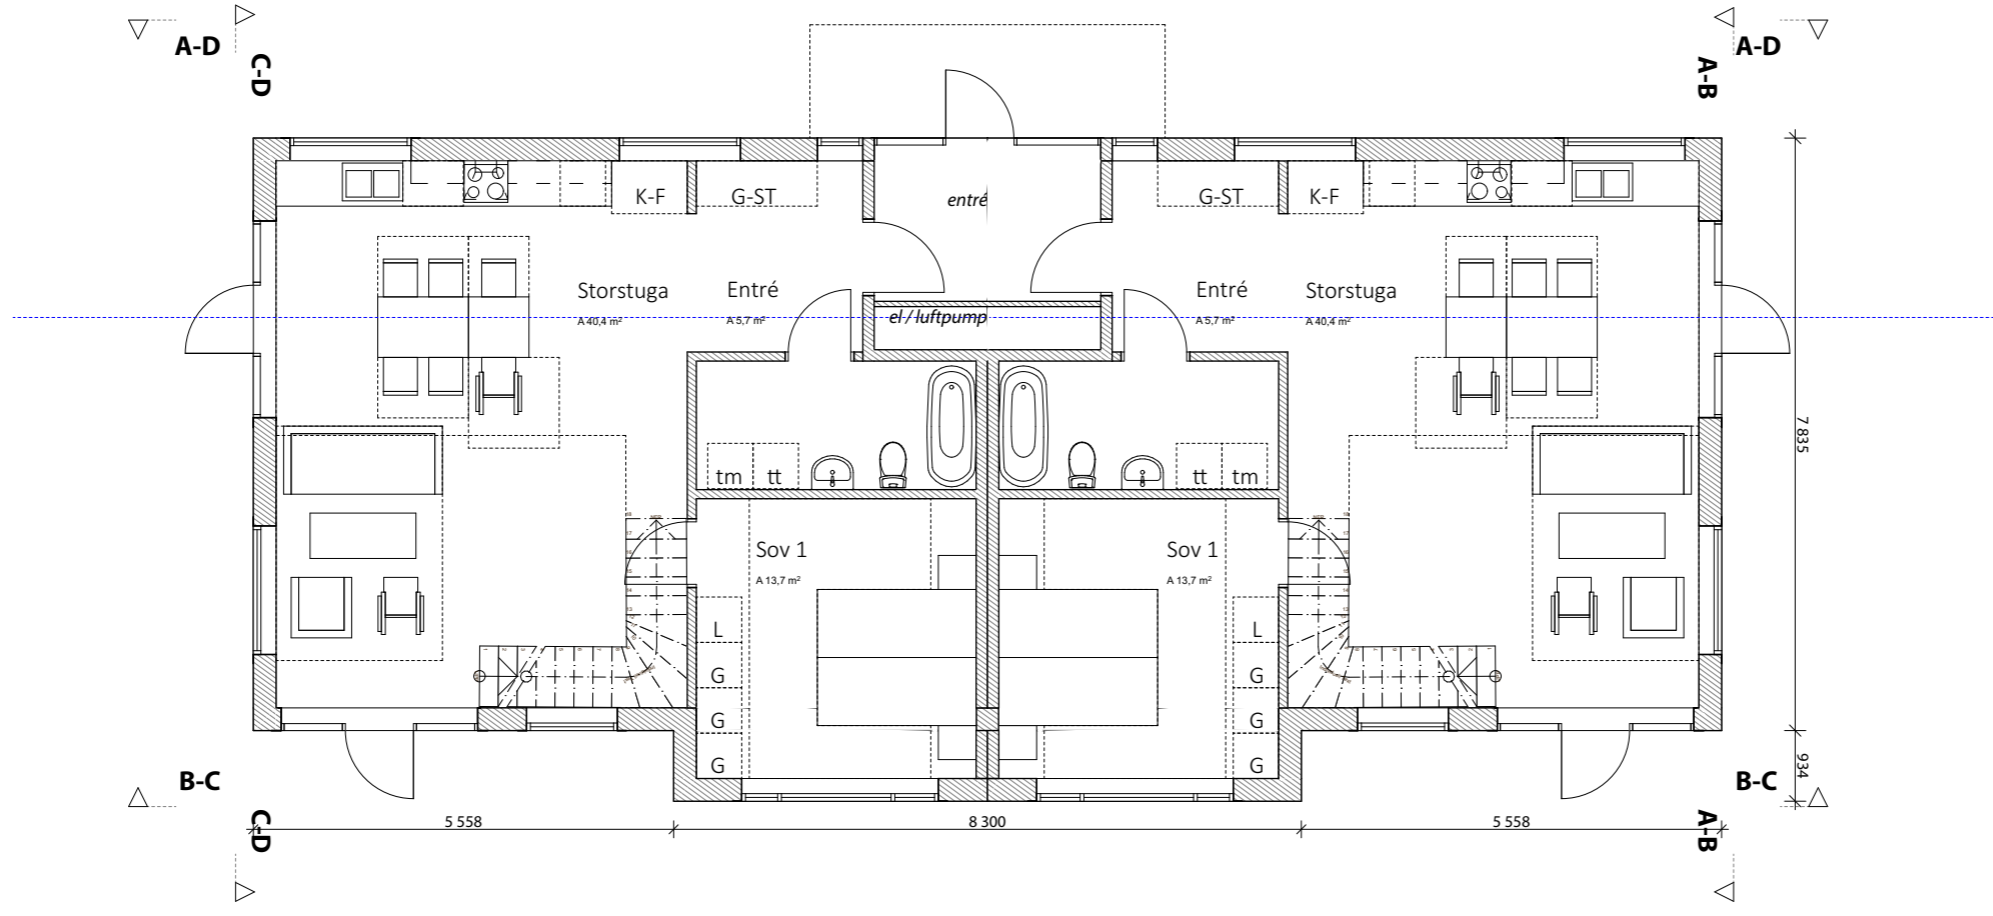 A-D
C-D
A-D
A-B
K-F
G-ST
entré
G-ST
K-F
Storstuga
A 40,4 m²
Entré
A 5,7 m²
el / luftpump
Entré
A 5,7 m²
Storstuga
A 40,4 m²
7 835
tm
tt
tt
tm
Sov 1
A 13,7 m²
Sov 1
A 13,7 m²
L
G
G
G
L
G
G
G
934
B-C
C-D
B-C
A-B
5 558
8 300
5 558